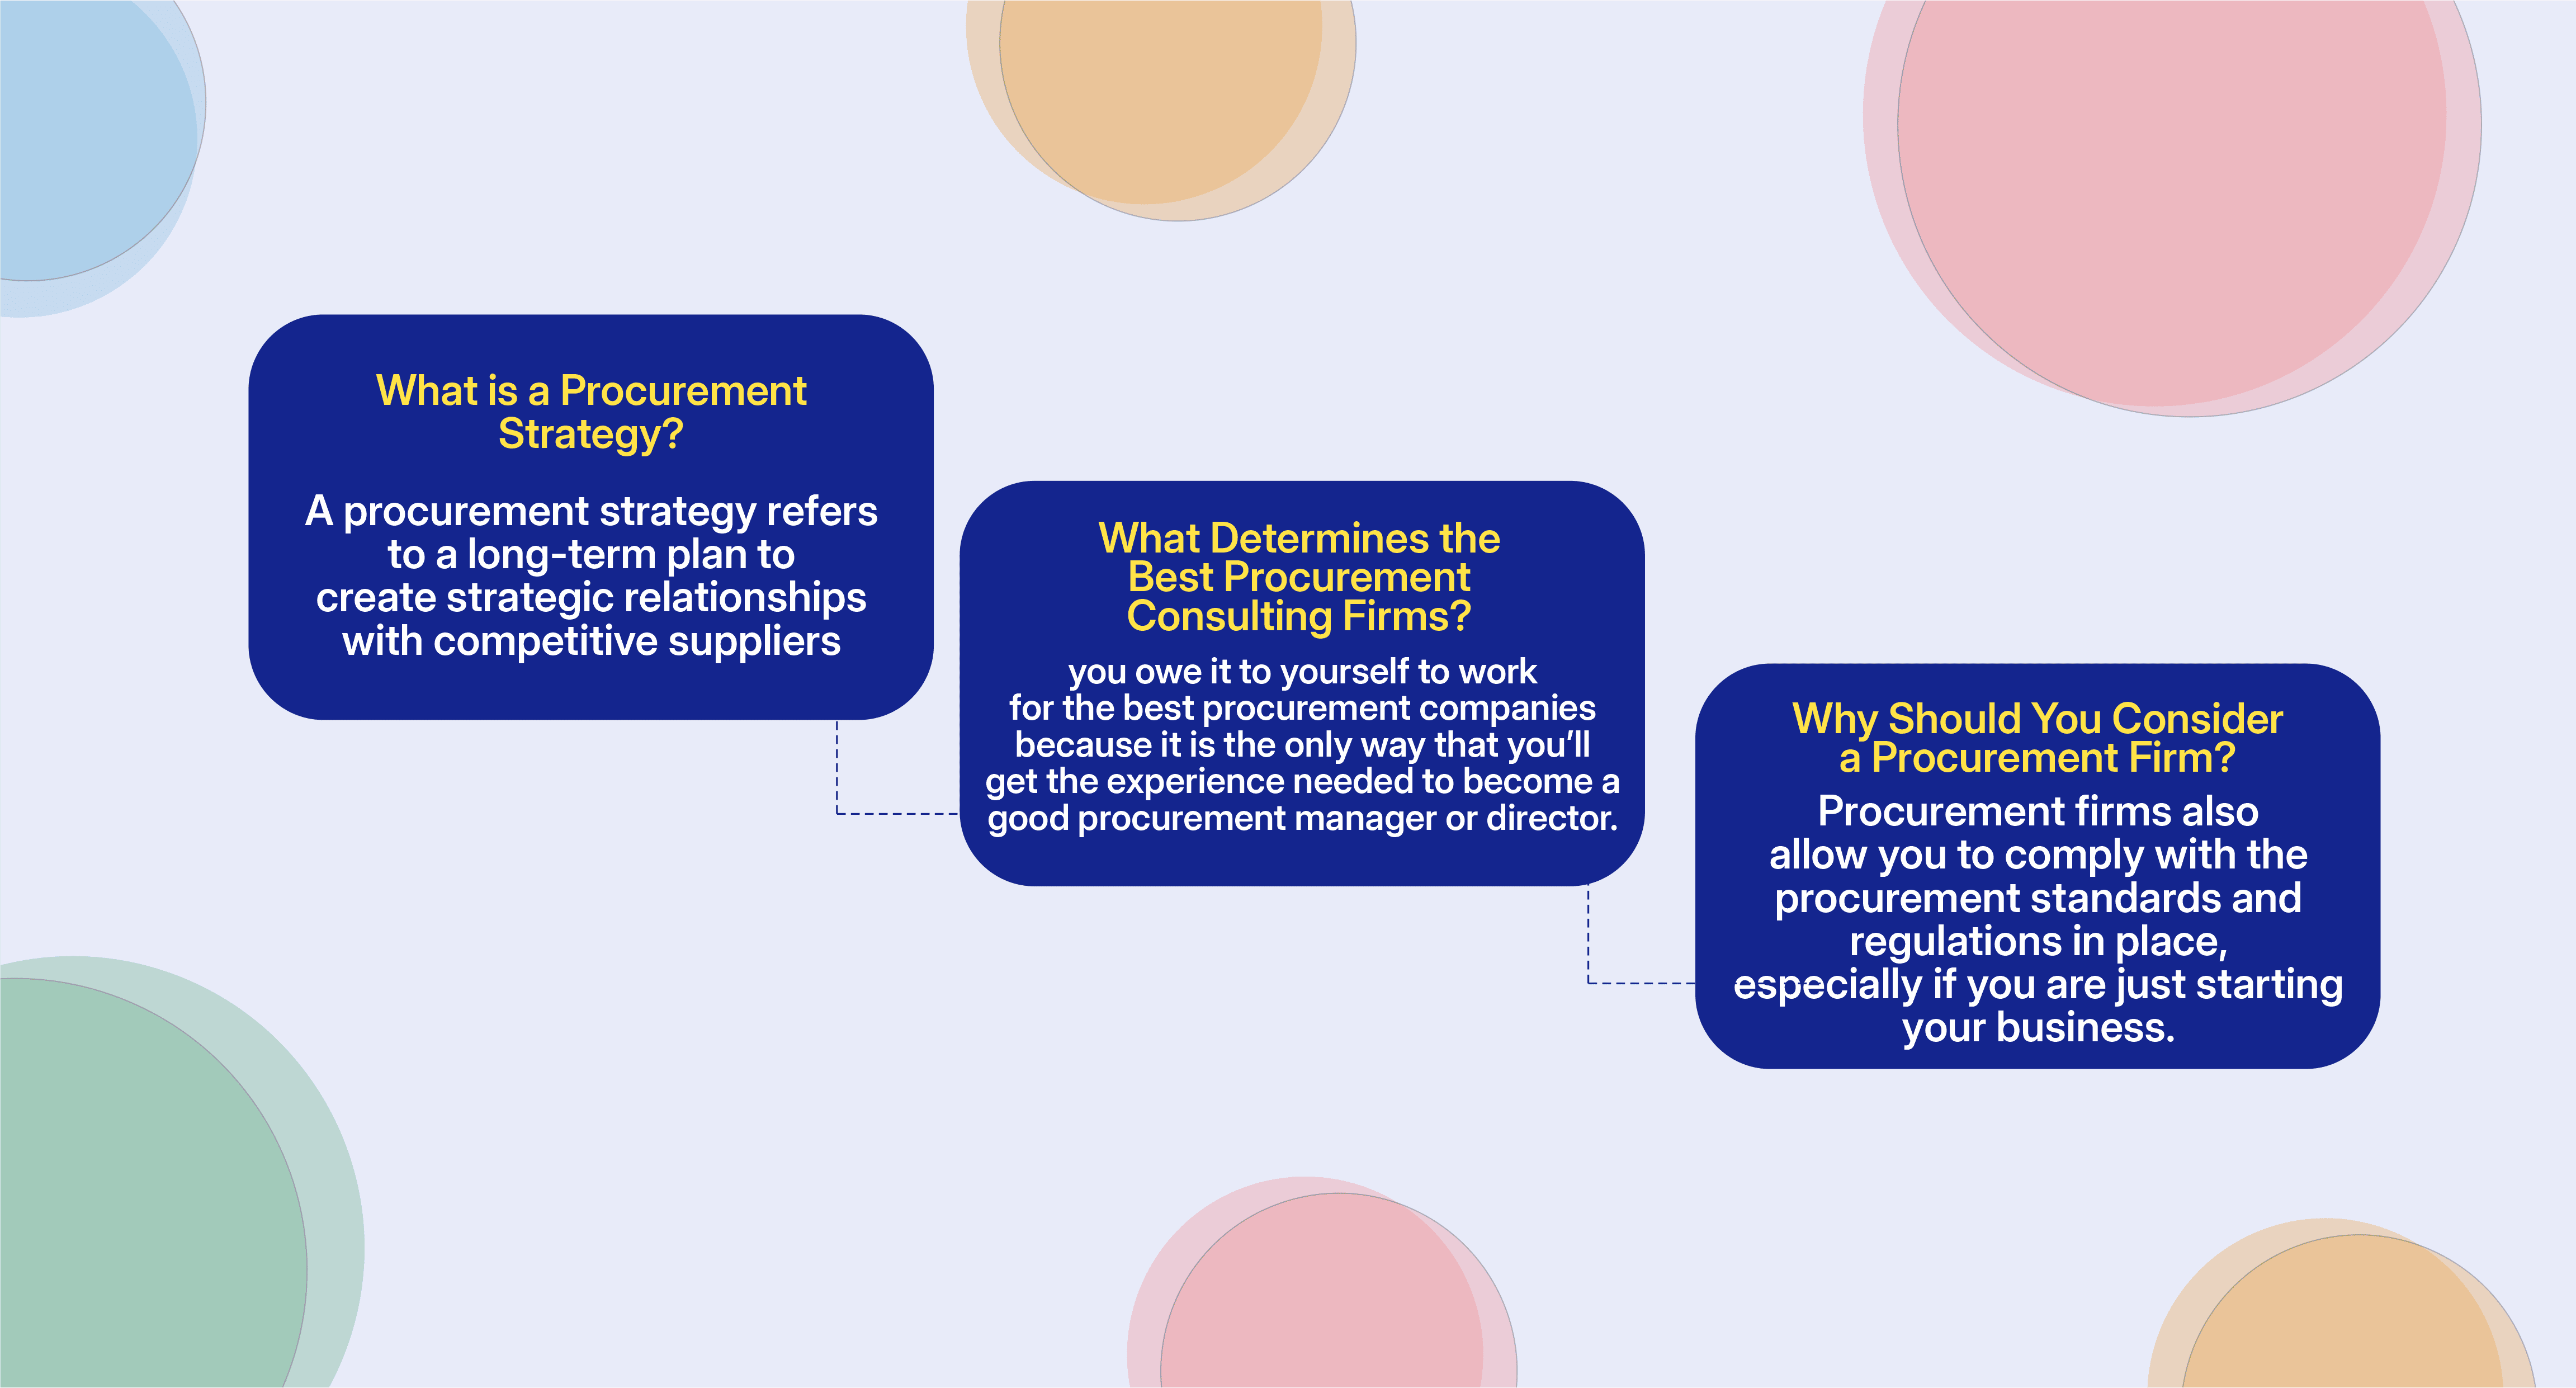 What is a Procurement
Strategy?
A procurement strategy refers
to a long-term plan to
create strategic relationships
with competitive suppliers
What Determines the
Best Procurement
Consulting Firms?
you owe it to yourself to work
for the best procurement companies
because it is the only way that you’ll
get the experience needed to become a
good procurement manager or director.
Why Should You Consider
a Procurement Firm?
Procurement firms also
allow you to comply with the
procurement standards and
regulations in place,
especially if you are just starting
your business.